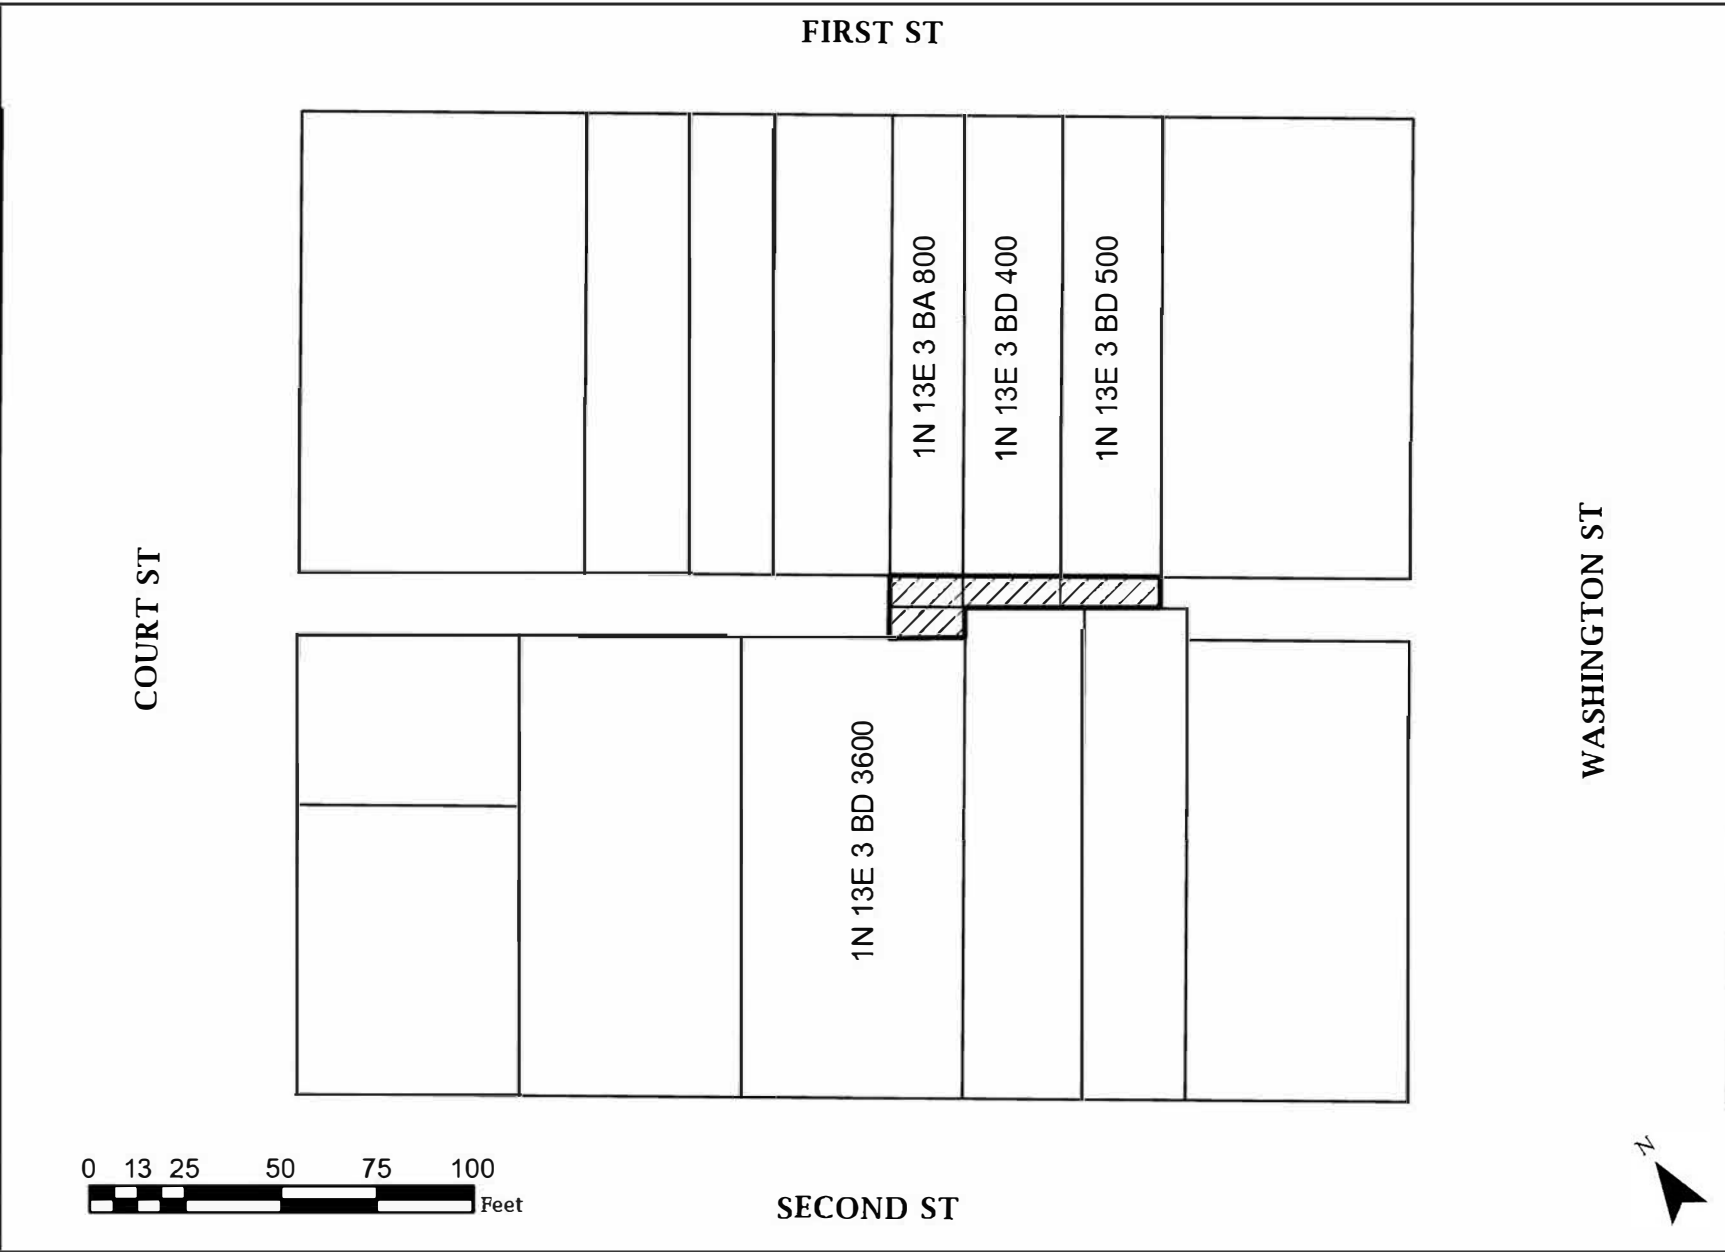 FIRST ST
1N 13E 3 BA 800
1N 13E 3 BD 400
1N 13E 3 BD 500
COURT ST
WASHINGTON ST
1N 13E 3 BD 3600
0 13 25 50 75 100
Feet
SECOND ST
N